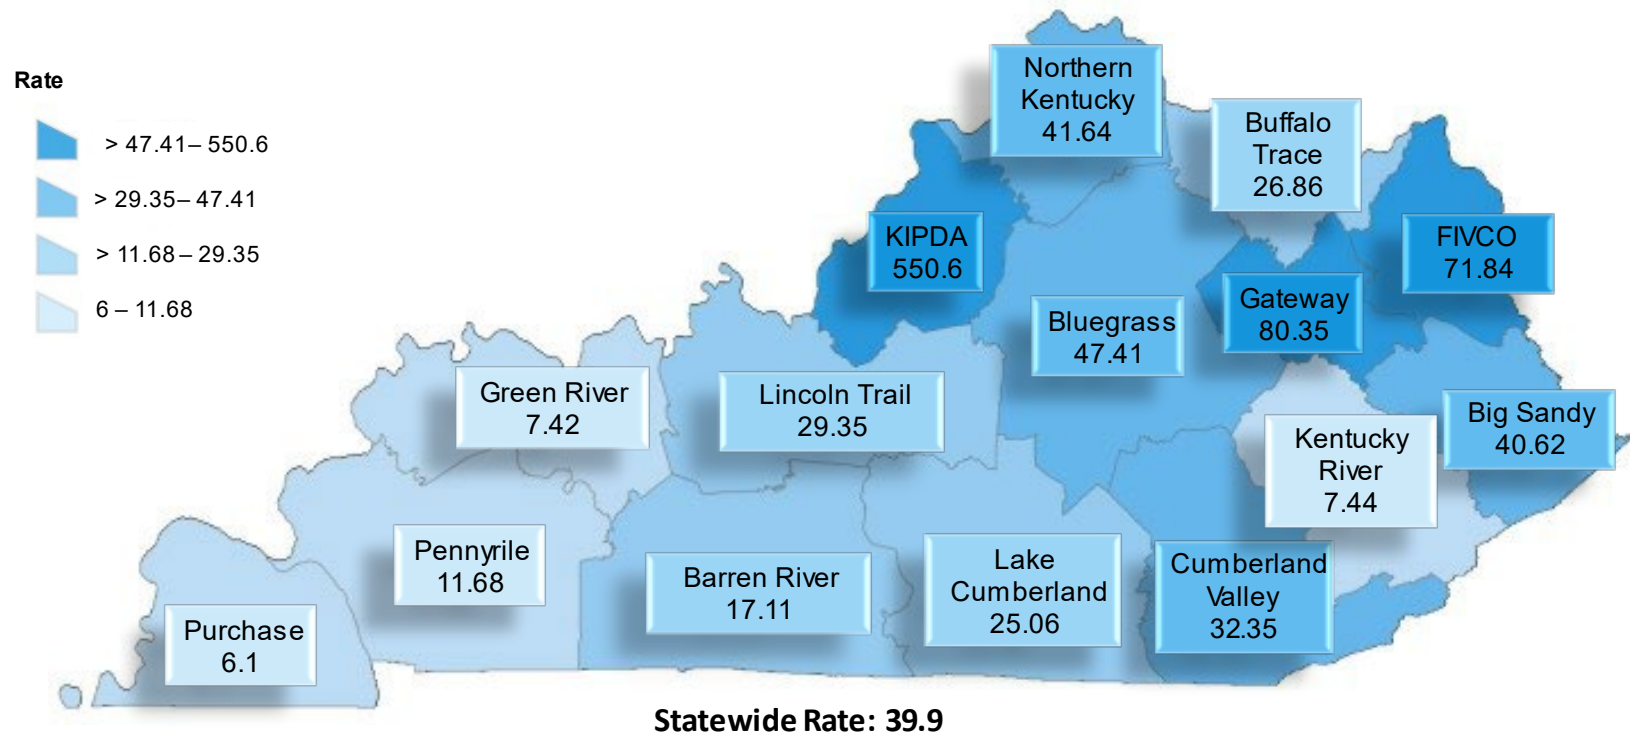 Rate
> 47.41– 550.6
> 29.35– 47.41
> 11.68 – 29.35
6 – 11.68
Northern
Kentucky
41.64
Buffalo
Trace
26.86
KIPDA
550.6
FIVCO
71.84
Gateway
80.35
Bluegrass
47.41
Green River
7.42
Lincoln Trail
29.35
Big Sandy
40.62
Kentucky
River
7.44
Pennyrile
11.68
Barren River
17.11
Lake
Cumberland
25.06
Cumberland
Valley
32.35
Purchase
6.1
Statewide Rate: 39.9